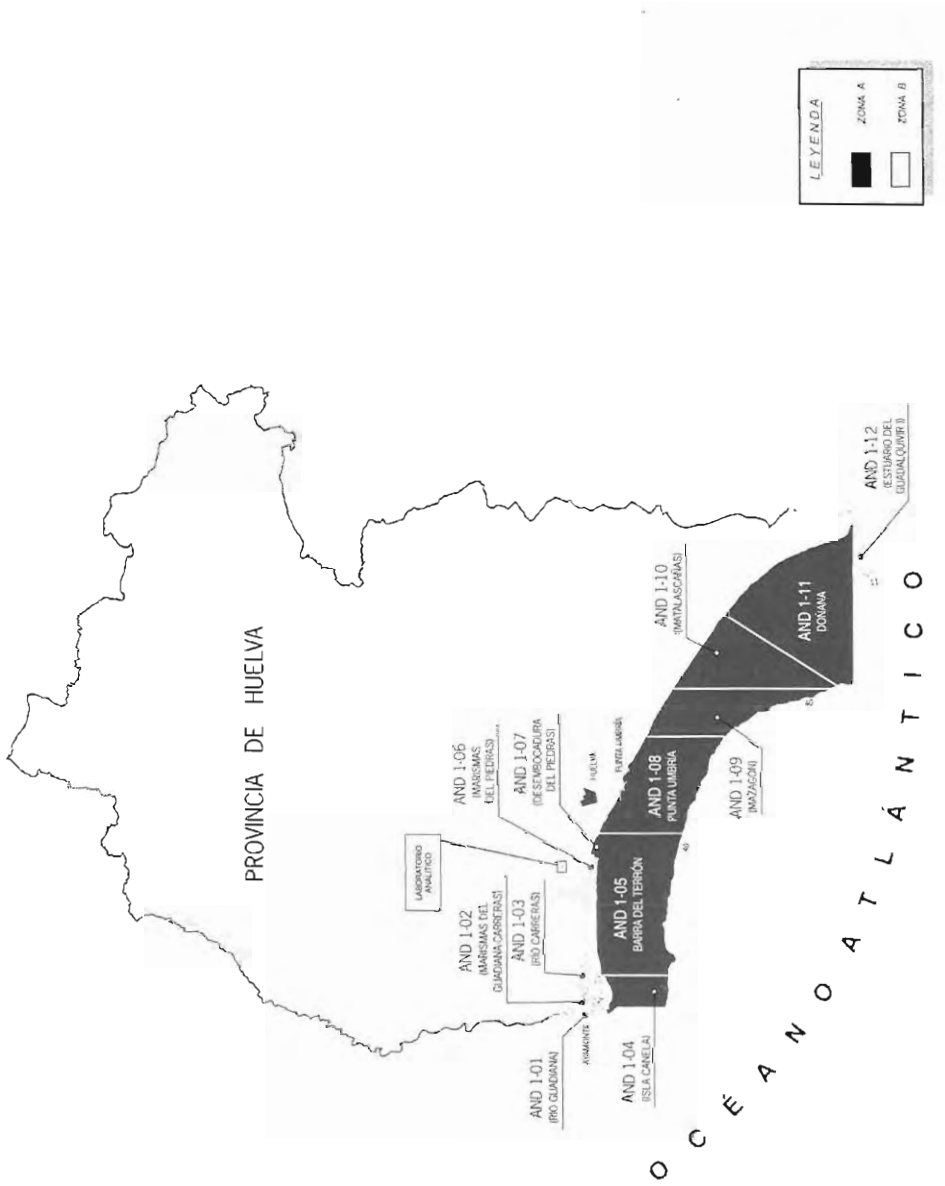 PROVINCIA DE HUELVA
LABORATORIO
ANALITICO
AND 1-01
(RIO GUADIANA)
AND 1-02
(MARISMAS DEL
GUADIANA-CARRERAS)
AND 1-03
(RIO CARRERAS)
AND 1-04
(ISLA CANELA)
AYAMONTE
AND 1-05
BARRA DEL TERRÓN
AND 1-06
(MARISMAS
DEL PIEDRAS)
AND 1-07
(DESEMBOCADURA
DEL PIEDRAS)
HUELVA
PUNTA UMBRÍA
AND 1-08
PUNTA UMBRIA
AND 1-09
(MAZAGÓN)
AND 1-10
(MATALASCAÑAS)
AND 1-11
DOÑANA
AND 1-12
(ESTUARIO DEL
GUADALQUIVIR I)
OCÉANO ATLÁNTICO
LEYENDA
ZONA A
ZONA B